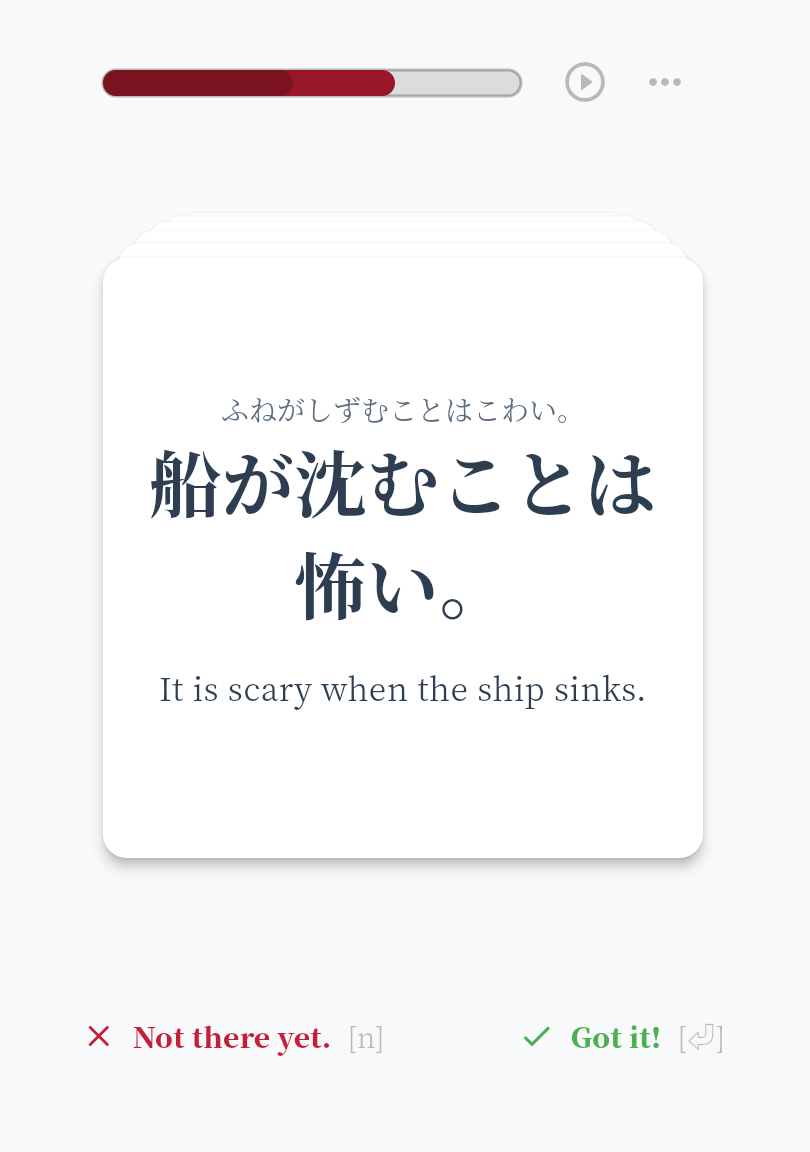 ふねがしずむことはこわい。
船が沈むことは
怖い。
It is scary when the ship sinks.
Not there yet. [n]
Got it! [⏎]